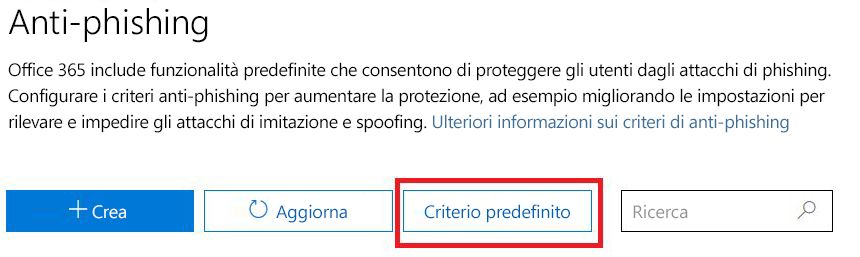 Anti-phishing
Office 365 include funzionalità predefinite che consentono di proteggere gli utenti dagli attacchi di phishing.
Configurare i criteri anti-phishing per aumentare la protezione, ad esempio migliorando le impostazioni per
rilevare e impedire gli attacchi di imitazione e spoofing. Ulteriori informazioni sui criteri di anti-phishing
Crea
Aggiorna
Criterio predefinito
Ricerca